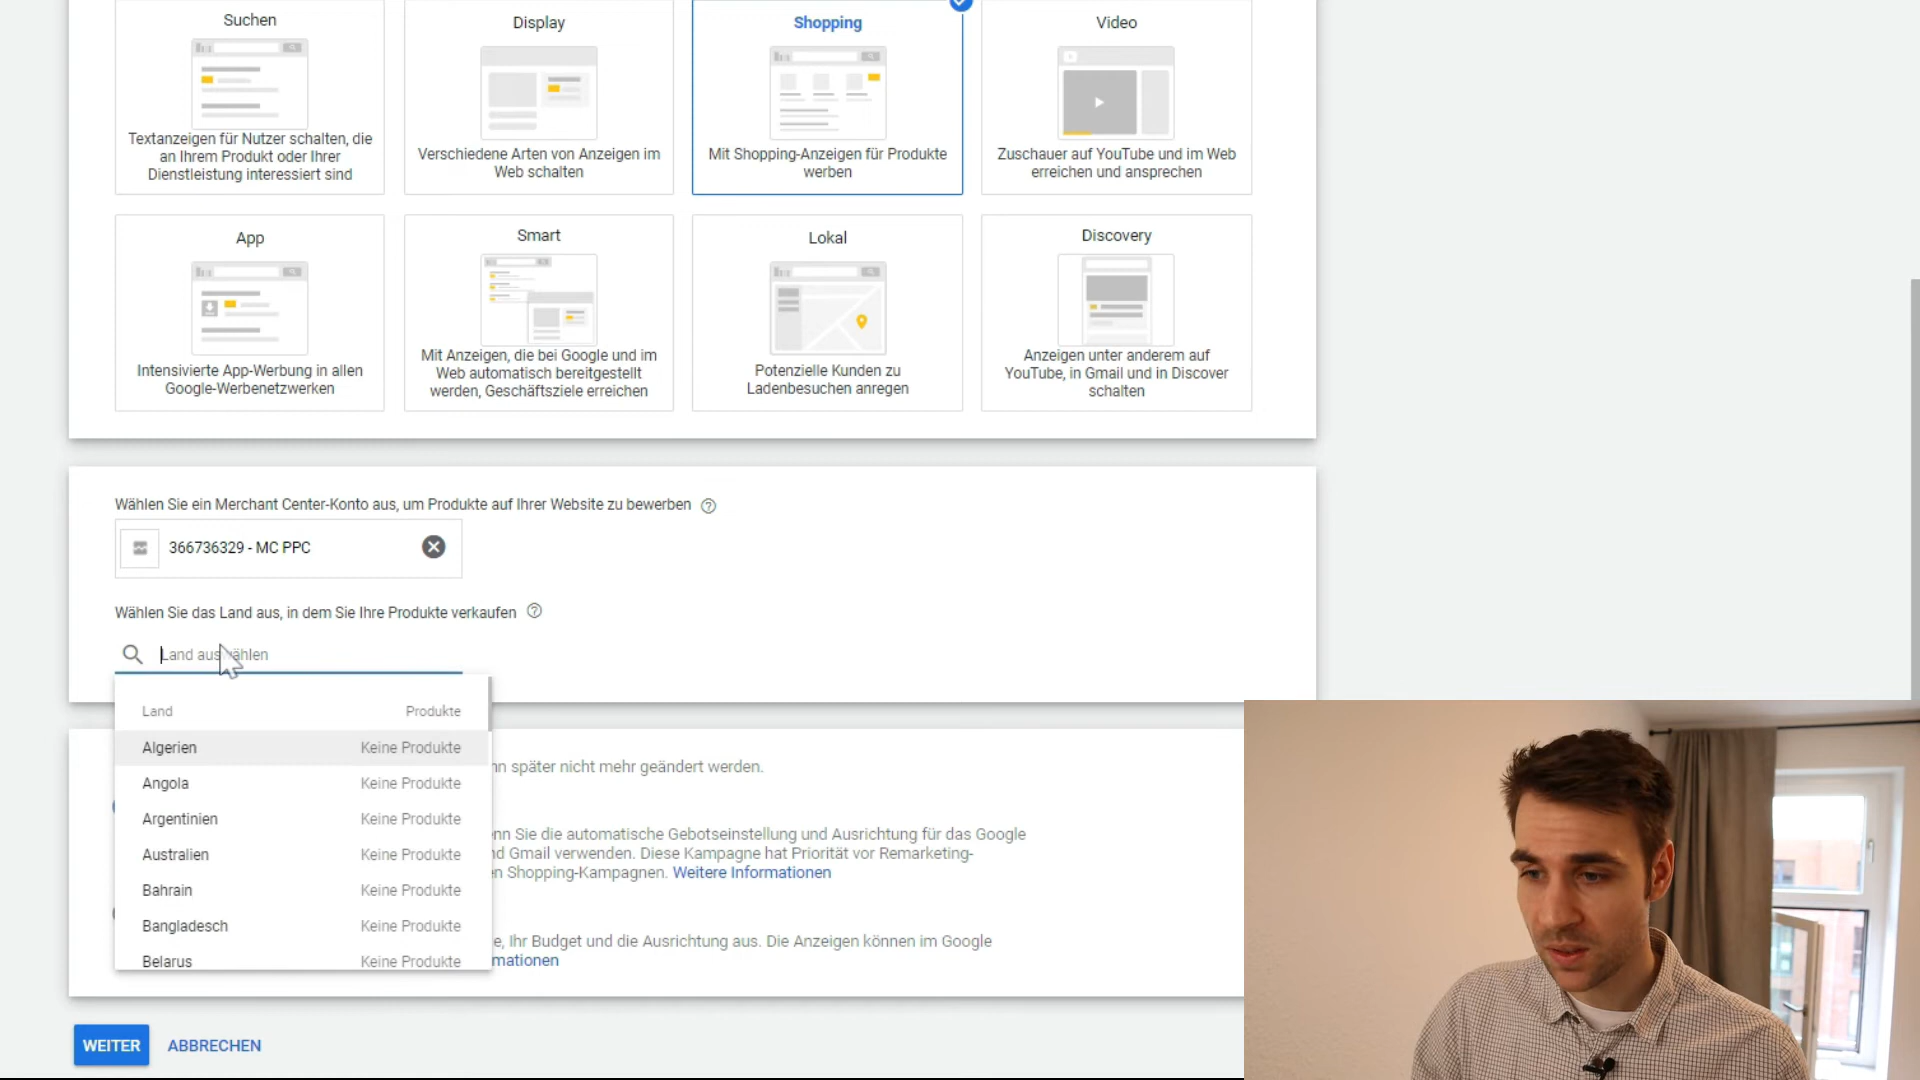 Suchen
Textanzeigen für Nutzer schalten, die
an Ihrem Produkt oder Ihrer
Dienstleistung interessiert sind
Display
Verschiedene Arten von Anzeigen im
Web schalten
Shopping
Mit Shopping-Anzeigen für Produkte
werben
Video
Zuschauer auf YouTube und im Web
erreichen und ansprechen
App
Intensivierte App-Werbung in allen
Google-Werbenetzwerken
Smart
Mit Anzeigen, die bei Google und im
Web automatisch bereitgestellt
werden, Geschäftsziele erreichen
Lokal
Potenzielle Kunden zu
Ladenbesuchen anregen
Discovery
Anzeigen unter anderem auf
YouTube, in Gmail und in Discover
schalten
Wählen Sie ein Merchant Center-Konto aus, um Produkte auf Ihrer Website zu bewerben
366736329 - MC PPC
Wählen Sie das Land aus, in dem Sie Ihre Produkte verkaufen
Land auswählen
Land Produkte
Algerien Keine Produkte
Angola Keine Produkte
Argentinien Keine Produkte
Australien Keine Produkte
Bahrain Keine Produkte
Bangladesch Keine Produkte
Belarus Keine Produkte
später nicht mehr geändert werden.
Sie die automatische Gebotseinstellung und Ausrichtung für das Google
Gmail verwenden. Diese Kampagne hat Priorität vor Remarketing-
Shopping-Kampagnen. Weitere Informationen
Ihr Budget und die Ausrichtung aus. Die Anzeigen können im Google
mationen
WEITER ABBRECHEN